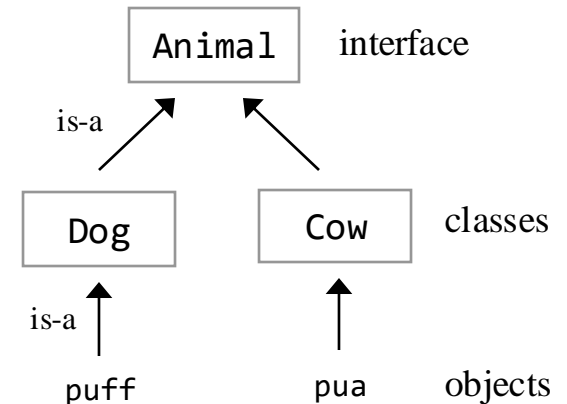 Animal interface
is-a
Dog Cow classes
is-a
puff pua objects